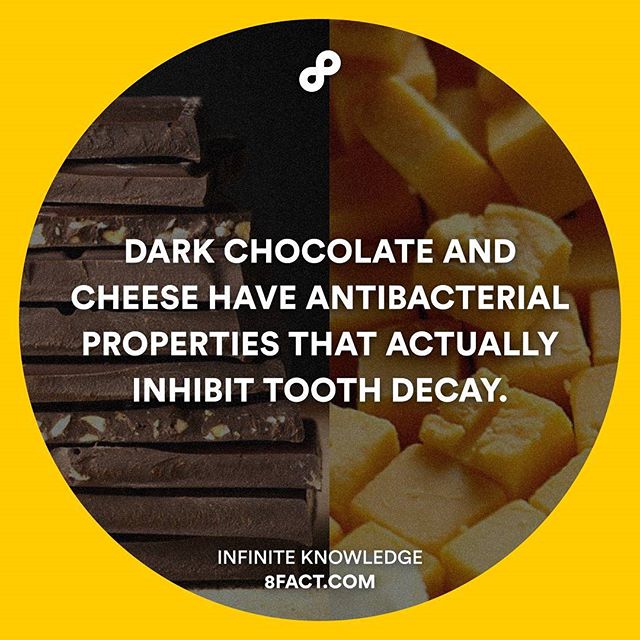 DARK CHOCOLATE AND
CHEESE HAVE ANTIBACTERIAL
PROPERTIES THAT ACTUALLY
INHIBIT TOOTH DECAY.
INFINITE KNOWLEDGE
8FACT.COM